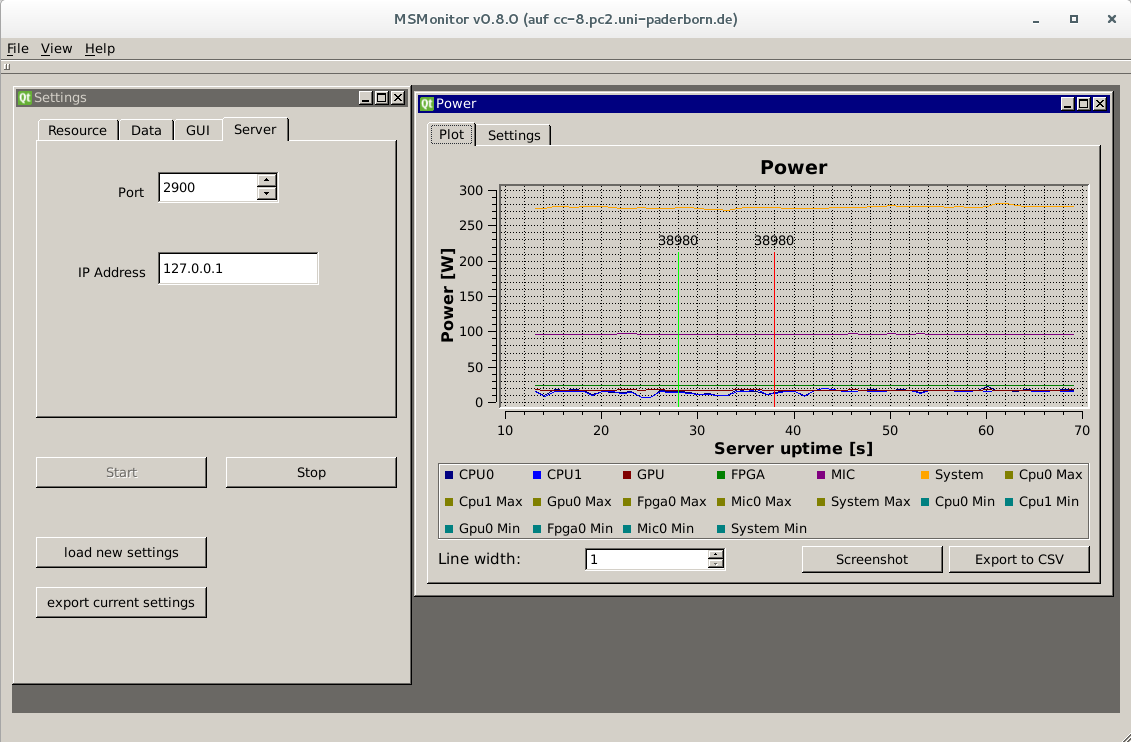 MSMonitor v0.8.0 (auf cc-8.pc2.uni-paderborn.de)
File View Help
Qt Settings
Resource Data GUI Server
Port 2900
IP Address 127.0.0.1
Start Stop
load new settings
export current settings
Qt Power
Plot Settings
Power
300
250
200
150
100
50
0
Power [W]
38980 38980
10 20 30 40 50 60 70
Server uptime [s]
CPU0 CPU1 GPU FPGA MIC System Cpu0 Max
Cpu1 Max Gpu0 Max Fpga0 Max Mic0 Max System Max Cpu0 Min Cpu1 Min
Gpu0 Min Fpga0 Min Mic0 Min System Min
Line width: 1 Screenshot Export to CSV